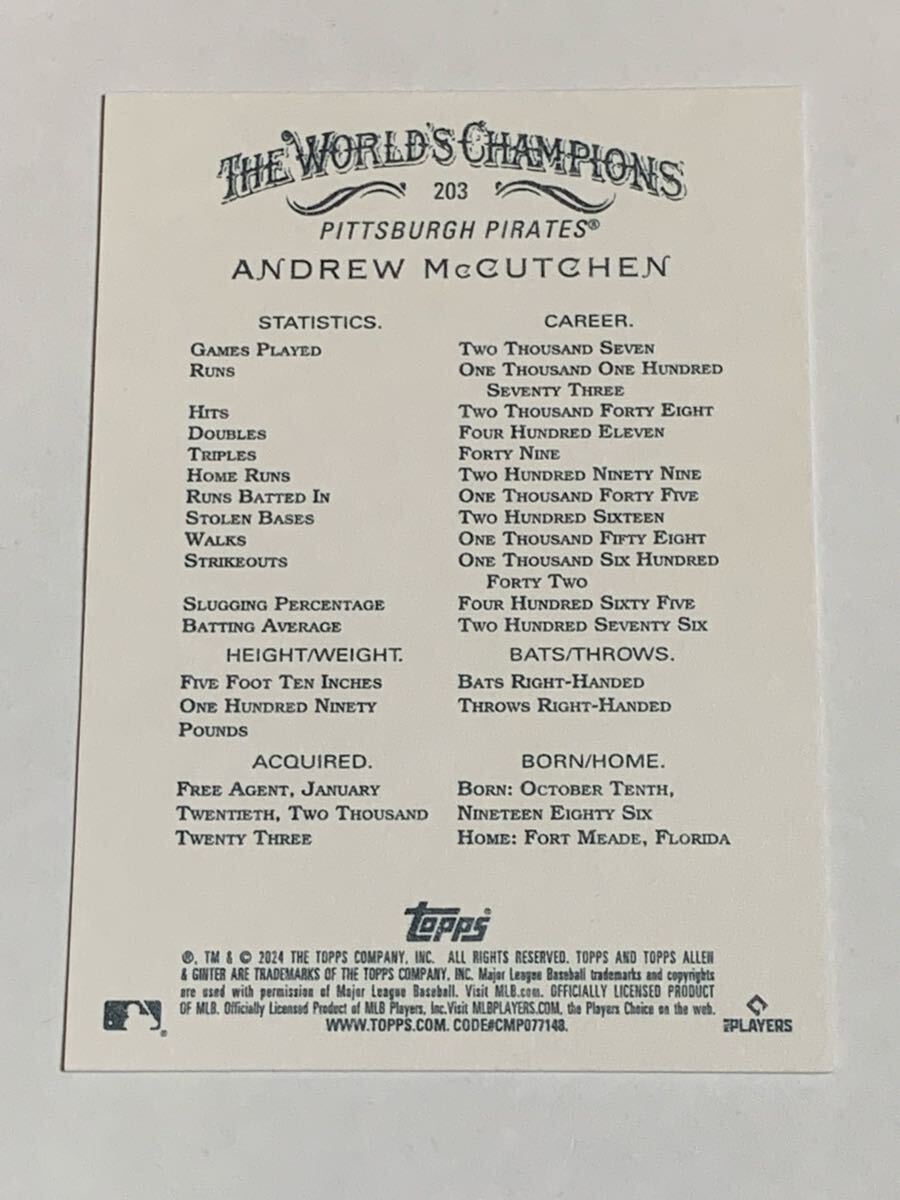 THE WORLD'S CHAMPIONS
203
PITTSBURGH PIRATES®
ANDREW McCUTCHEN
STATISTICS. CAREER.
GAMES PLAYED TWO THOUSAND SEVEN
RUNS ONE THOUSAND ONE HUNDRED
SEVENTY THREE
HITS TWO THOUSAND FORTY EIGHT
DOUBLES FOUR HUNDRED ELEVEN
TRIPLES FORTY NINE
HOME RUNS TWO HUNDRED NINETY NINE
RUNS BATTED IN ONE THOUSAND FORTY FIVE
STOLEN BASES TWO HUNDRED SIXTEEN
WALKS ONE THOUSAND FIFTY EIGHT
STRIKEOUTS ONE THOUSAND SIX HUNDRED
FORTY TWO
SLUGGING PERCENTAGE FOUR HUNDRED SIXTY FIVE
BATTING AVERAGE TWO HUNDRED SEVENTY SIX
HEIGHT/WEIGHT.
FIVE FOOT TEN INCHES
ONE HUNDRED NINETY
POUNDS
BATS/THROWS.
BATS RIGHT-HANDED
THROWS RIGHT-HANDED
ACQUIRED.
FREE AGENT, JANUARY
TWENTIETH, TWO THOUSAND
TWENTY THREE
BORN/HOME.
BORN: OCTOBER TENTH,
NINETEEN EIGHTY SIX
HOME: FORT MEADE, FLORIDA
topps®
®, TM & © 2024 THE TOPPS COMPANY, INC. ALL RIGHTS RESERVED. TOPPS AND TOPPS ALLEN
& GINTER ARE TRADEMARKS OF THE TOPPS COMPANY, INC. Major League Baseball trademarks and copyrights
are used with permission of Major League Baseball. Visit MLB.com. OFFICIALLY LICENSED PRODUCT
OF MLB. Officially Licensed Product of MLB Players, Inc. Visit MLBPLAYERS.COM, the Players Choice on the web.
WWW.TOPPS.COM. CODE#CMP077148.
PLAYERS